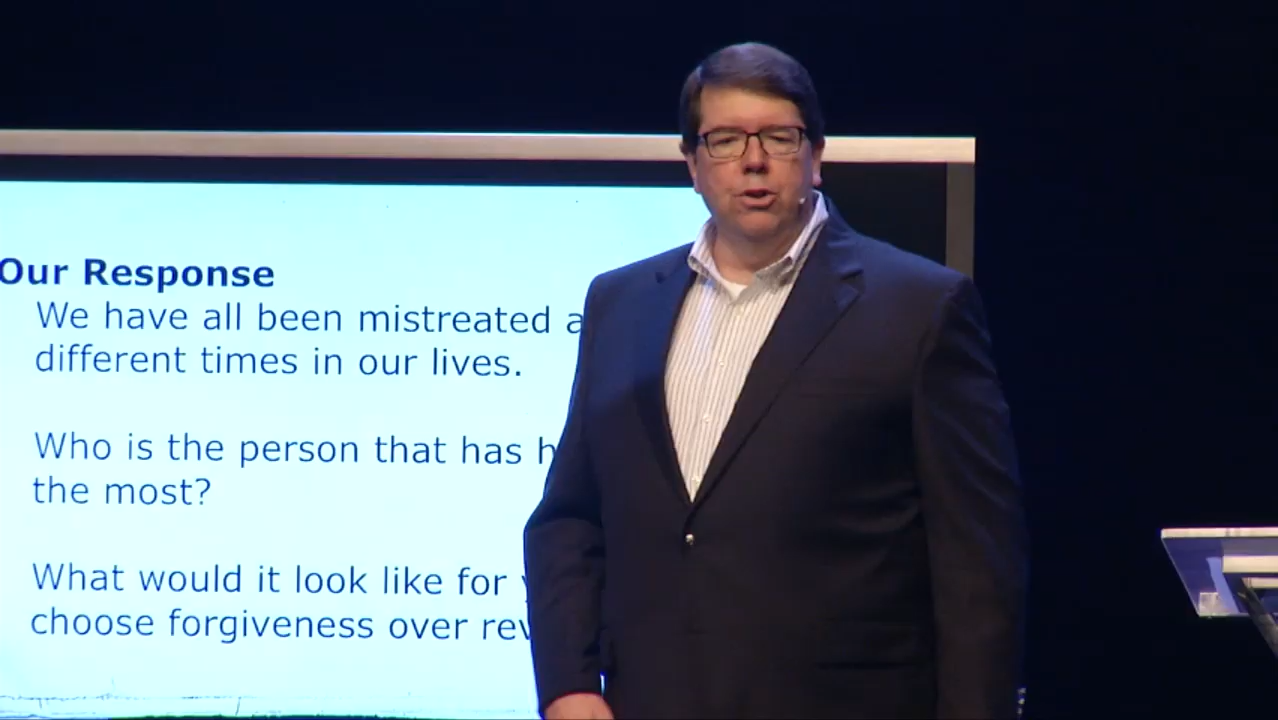 Our Response
We have all been mistreated
different times in our lives.
Who is the person that has
the most?
What would it look like for
choose forgiveness over